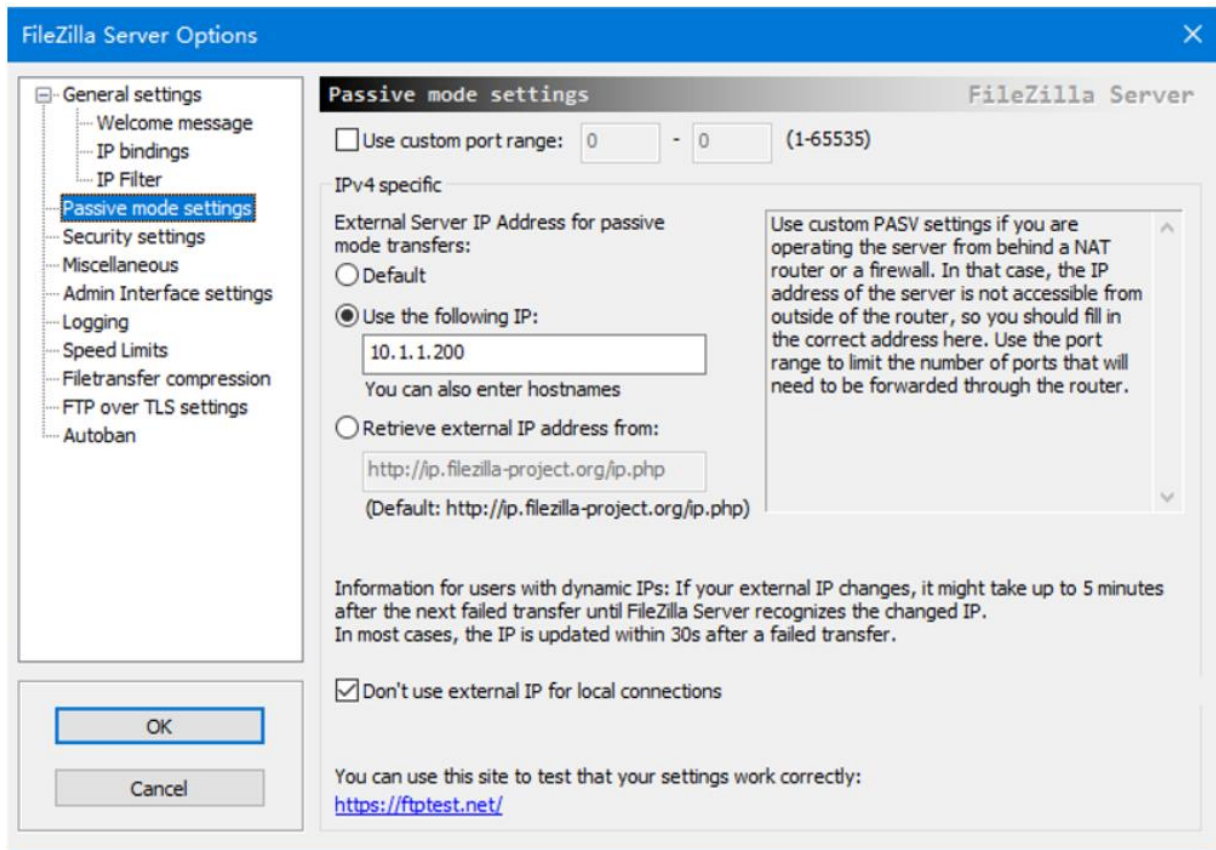 FileZilla Server Options
General settings
Welcome message
IP bindings
IP Filter
Passive mode settings
Security settings
Miscellaneous
Admin Interface settings
Logging
Speed Limits
Filetransfer compression
FTP over TLS settings
Autoban
OK
Cancel
Passive mode settings
FileZilla Server
Use custom port range: 0 - 0 (1-65535)
IPv4 specific
External Server IP Address for passive
mode transfers:
Default
Use the following IP:
10.1.1.200
You can also enter hostnames
Retrieve external IP address from:
http://ip.filezilla-project.org/ip.php
(Default: http://ip.filezilla-project.org/ip.php)
Use custom PASV settings if you are
operating the server from behind a NAT
router or a firewall. In that case, the IP
address of the server is not accessible from
outside of the router, so you should fill in
the correct address here. Use the port
range to limit the number of ports that will
need to be forwarded through the router.
Information for users with dynamic IPs: If your external IP changes, it might take up to 5 minutes
after the next failed transfer until FileZilla Server recognizes the changed IP.
In most cases, the IP is updated within 30s after a failed transfer.
Don't use external IP for local connections
You can use this site to test that your settings work correctly:
https://ftptest.net/